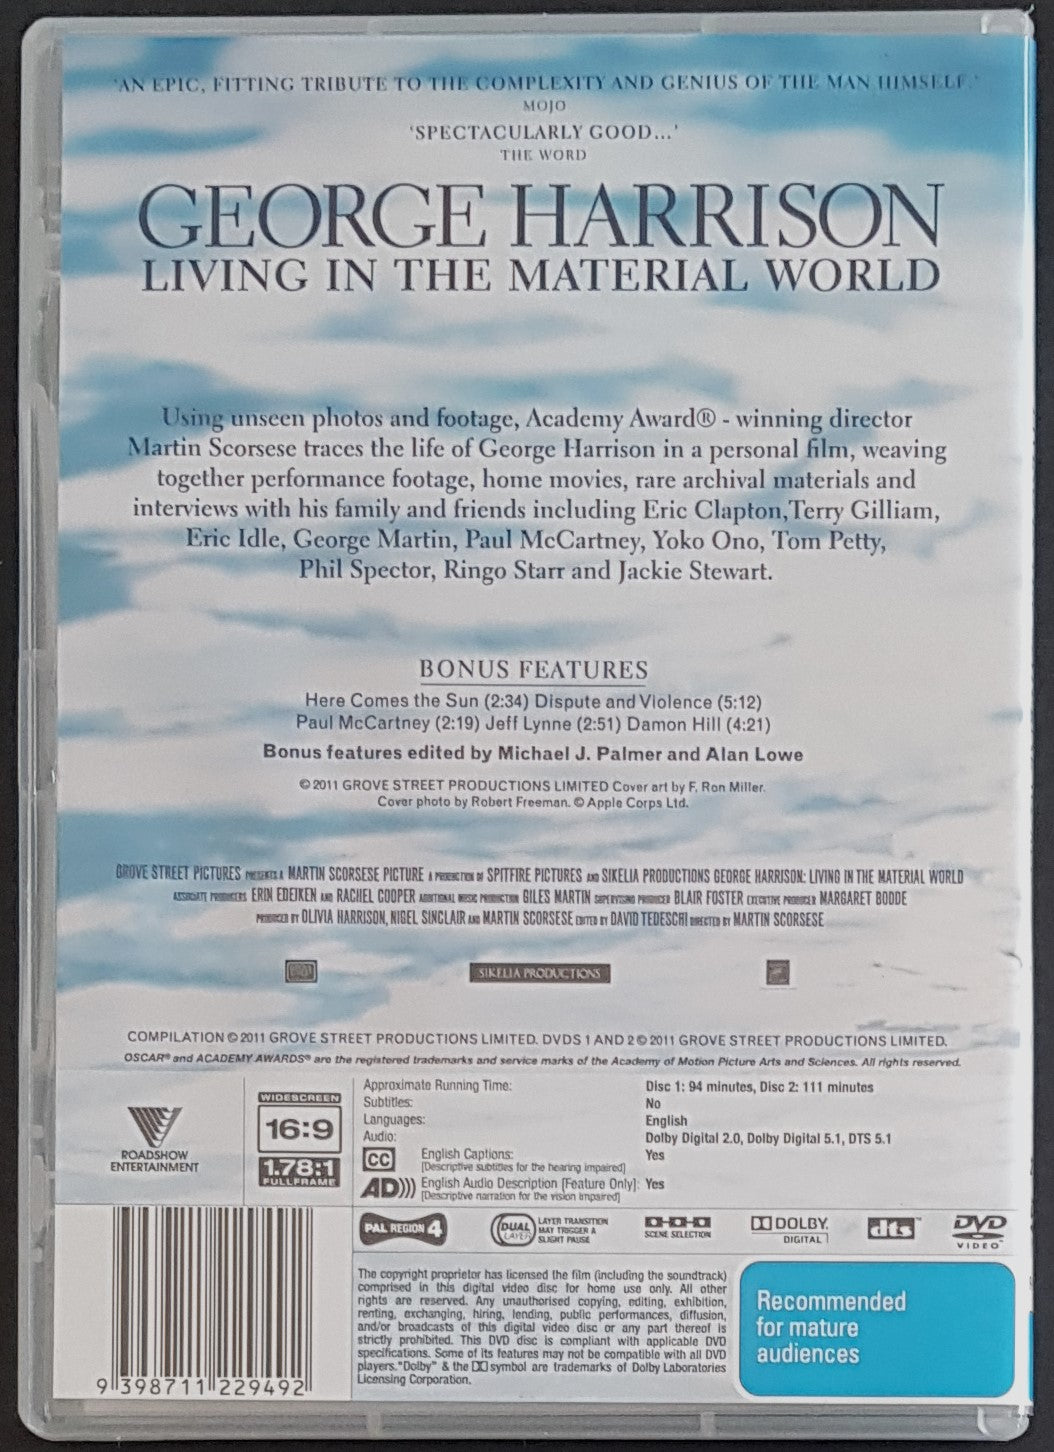 'AN EPIC, FITTING TRIBUTE TO THE COMPLEXITY AND GENIUS OF THE MAN HIMSELF.'
MOJO
'SPECTACULARLY GOOD...'
THE WORD
GEORGE HARRISON
LIVING IN THE MATERIAL WORLD
Using unseen photos and footage, Academy Award® - winning director
Martin Scorsese traces the life of George Harrison in a personal film, weaving
together performance footage, home movies, rare archival materials and
interviews with his family and friends including Eric Clapton,Terry Gilliam,
Eric Idle, George Martin, Paul McCartney, Yoko Ono, Tom Petty,
Phil Spector, Ringo Starr and Jackie Stewart.
BONUS FEATURES
Here Comes the Sun (2:34) Dispute and Violence (5:12)
Paul McCartney (2:19) Jeff Lynne (2:51) Damon Hill (4:21)
Bonus features edited by Michael J. Palmer and Alan Lowe
© 2011 GROVE STREET PRODUCTIONS LIMITED Cover art by F. Ron Miller.
Cover photo by Robert Freeman. © Apple Corps Ltd.
GROVE STREET PICTURES PRESENTS A MARTIN SCORSESE PICTURE A PRODUCTION OF SPITFIRE PICTURES AND SIKELIA PRODUCTIONS GEORGE HARRISON: LIVING IN THE MATERIAL WORLD
ASSOCIATE PRODUCERS ERIN EDEIKEN AND RACHEL COOPER ADDITIONAL MUSIC PRODUCTION GILES MARTIN SUPERVISING PRODUCER BLAIR FOSTER EXECUTIVE PRODUCER MARGARET BODDE
PRODUCED BY OLIVIA HARRISON, NIGEL SINCLAIR AND MARTIN SCORSESE EDITED BY DAVID TEDESCHI DIRECTED BY MARTIN SCORSESE
SIKELIA PRODUCTIONS
COMPILATION © 2011 GROVE STREET PRODUCTIONS LIMITED. DVDS 1 AND 2 © 2011 GROVE STREET PRODUCTIONS LIMITED.
OSCAR® and ACADEMY AWARDS® are the registered trademarks and service marks of the Academy of Motion Picture Arts and Sciences. All rights reserved.
ROADSHOW
ENTERTAINMENT
WIDESCREEN
16:9
1.78:1
FULLFRAME
Approximate Running Time: Disc 1: 94 minutes, Disc 2: 111 minutes
Subtitles: No
Languages: English
Audio: Dolby Digital 2.0, Dolby Digital 5.1, DTS 5.1
CC English Captions: Yes
[Descriptive subtitles for the hearing impaired]
AD))) English Audio Description [Feature Only]: Yes
[Descriptive narration for the vision impaired]
PAL REGION 4
DUAL LAYER
LAYER TRANSITION
MAY TRIGGER A
SLIGHT PAUSE
SCENE SELECTION
DOLBY
DIGITAL
dts™
DVD
VIDEO™
The copyright proprietor has licensed the film (including the soundtrack)
comprised in this digital video disc for home use only. All other
rights are reserved. Any unauthorised copying, editing, exhibition,
renting, exchanging, hiring, lending, public performances, diffusion,
and/or broadcasts of this digital video disc or any part thereof is
strictly prohibited. This DVD disc is compliant with applicable DVD
specifications. Some of its features may not be compatible with all DVD
players."Dolby" & the symbol are trademarks of Dolby Laboratories
Licensing Corporation.
Recommended
for mature
audiences
9 398711 229492